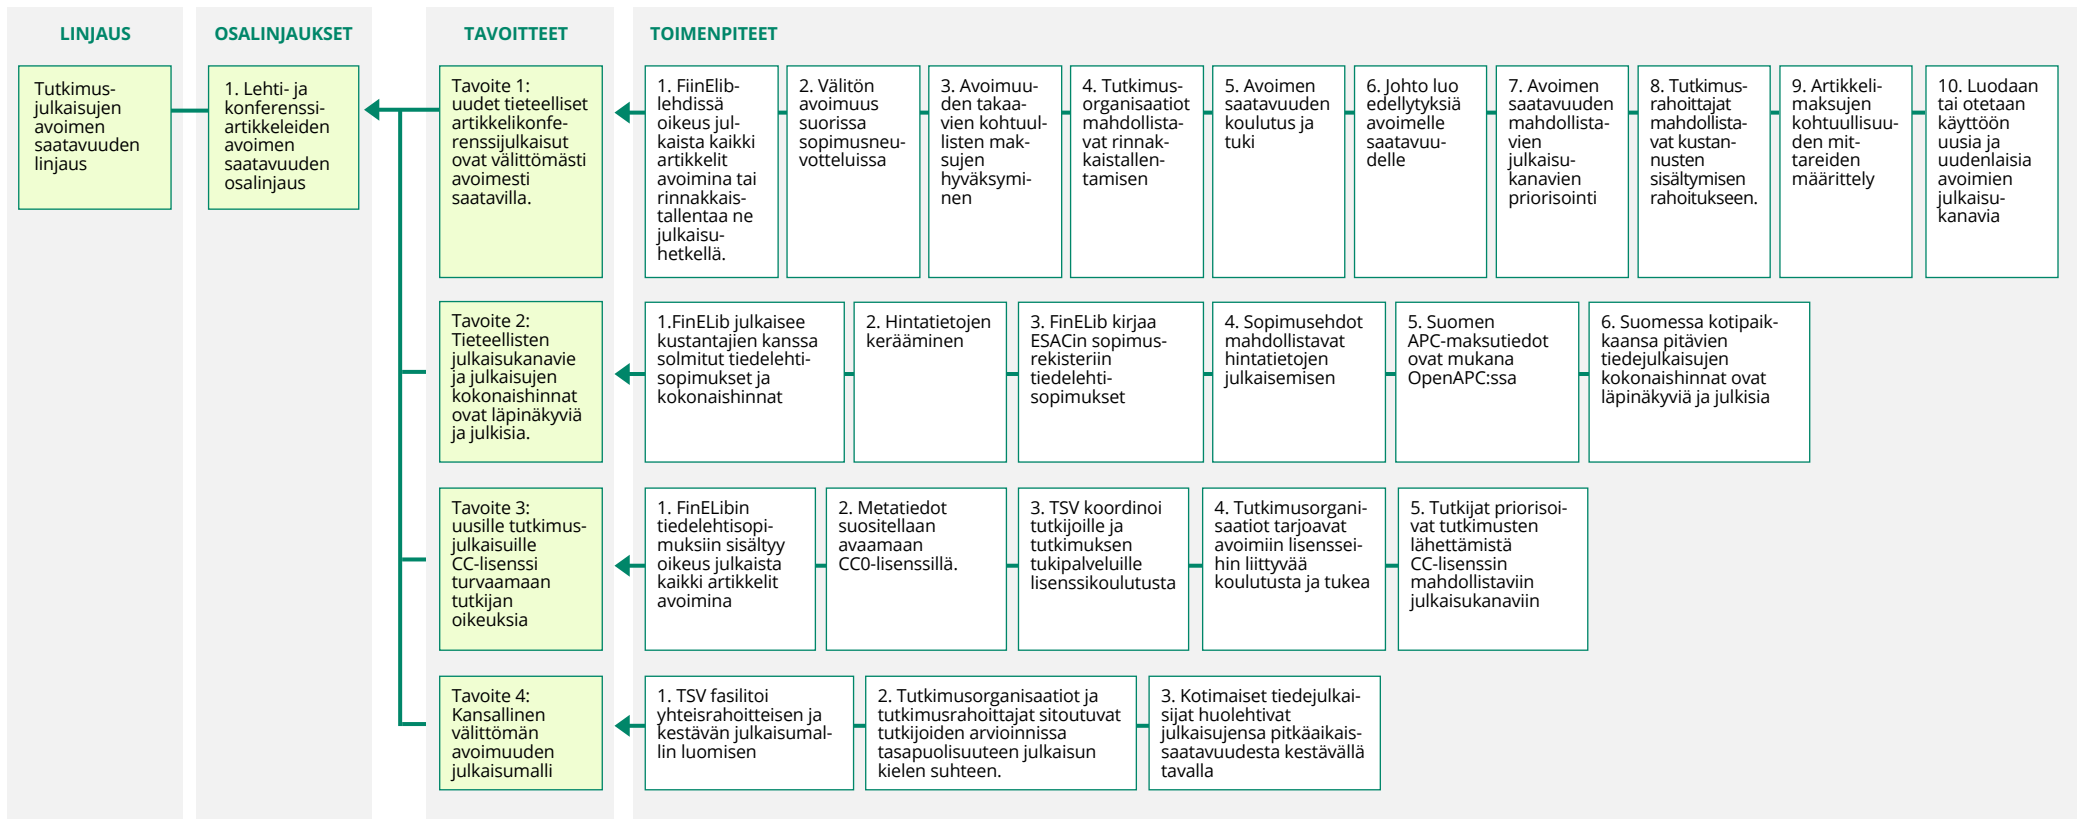 LINJAUS
OSALINJAUKSET
TAVOITTEET
TOIMENPITEET
Tutkimus-
julkaisujen
avoimen
saatavuuden
linjaus
1. Lehti- ja
konferenssi-
artikkeleiden
avoimen
saatavuuden
osalinjaus
Tavoite 1:
uudet tieteelliset
artikkelikonfe-
renssijulkaisut
ovat välittömästi
avoimesti
saatavilla.
1. FiinElib-
lehdissä
oikeus jul-
kaista kaikki
artikkelit
avoimina tai
rinnakkais-
tallentaa ne
julkaisu-
hetkellä.
2. Välitön
avoimuus
suorissa
sopimusneu-
votteluissa
3. Avoimuu-
den takaa-
vien kohtuul-
listen mak-
sujen
hyväksymi-
nen
4. Tutkimus-
organisaatiot
mahdollista-
vat rinnak-
kaistallen-
tamisen
5. Avoimen
saatavuuden
koulutus ja
tuki
6. Johto luo
edellytyksiä
avoimelle
saatavuu-
delle
7. Avoimen
saatavuuden
mahdollista-
vien
julkaisu-
kanavien
priorisointi
8. Tutkimus-
rahoittajat
mahdollista-
vat kustan-
nusten
sisältymisen
rahoitukseen.
9. Artikkeli-
maksujen
kohtuullisuu-
den mit-
tareiden
määrittely
10. Luodaan
tai otetaan
käyttöön
uusia ja
uudenlaisia
avoimien
julkaisu-
kanavia
Tavoite 2:
Tieteellisten
julkaisukanavie
ja julkaisujen
kokonaishinnat
ovat läpinäkyviä
ja julkisia.
1.FinELib julkaisee
kustantajien kanssa
solmitut tiedelehti-
sopimukset ja
kokonaishinnat
2. Hintatietojen
kerääminen
3. FinELib kirjaa
ESACin sopimus-
rekisteriin
tiedelehti-
sopimukset
4. Sopimusehdot
mahdollistavat
hintatietojen
julkaisemisen
5. Suomen
APC-maksutiedot
ovat mukana
OpenAPC:ssa
6. Suomessa kotipaik-
kaansa pitävien
tiedejulkaisujen
kokonaishinnat ovat
läpinäkyviä ja julkisia
Tavoite 3:
uusille tutkimus-
julkaisuille
CC-lisenssi
turvaamaan
tutkijan
oikeuksia
1. FinELibin
tiedelehtisopi-
muksiin sisältyy
oikeus julkaista
kaikki artikkelit
avoimina
2. Metatiedot
suositellaan
avaamaan
CC0-lisenssillä.
3. TSV koordinoi
tutkijoille ja
tutkimuksen
tukipalveluille
lisenssikoulutusta
4. Tutkimusorgani-
saatiot tarjoavat
avoimiin lisenssei-
hin liittyvää
koulutusta ja tukea
5. Tutkijat priorisoi-
vat tutkimusten
lähettämistä
CC-lisenssin
mahdollistaviin
julkaisukanaviin
Tavoite 4:
Kansallinen
välittömän
avoimuuden
julkaisumalli
1. TSV fasilitoi
yhteisrahoitteisen ja
kestävän julkaisumal-
lin luomisen
2. Tutkimusorganisaatiot ja
tutkimusrahoittajat sitoutuvat
tutkijoiden arvioinnissa
tasapuolisuuteen julkaisun
kielen suhteen.
3. Kotimaiset tiedejulkai-
sijat huolehtivat
julkaisujensa pitkäaikais-
saatavuudesta kestävällä
tavalla